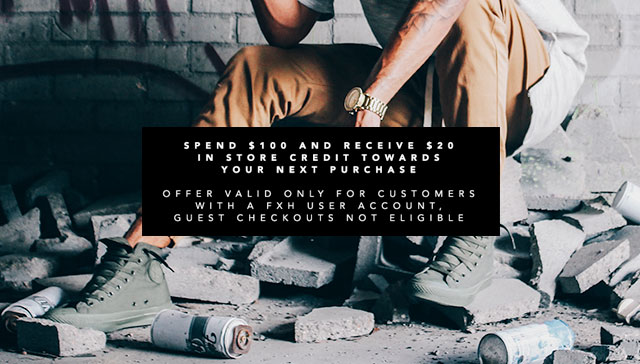 SPEND $100 AND RECEIVE $20
IN STORE CREDIT TOWARDS
YOUR NEXT PURCHASE
OFFER VALID ONLY FOR CUSTOMERS
WITH A FXH USER ACCOUNT,
GUEST CHECKOUTS NOT ELIGIBLE